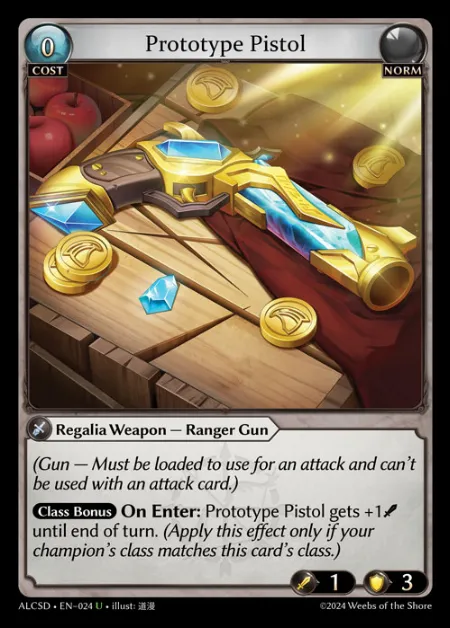 0
Prototype Pistol
COST
NORM
Regalia Weapon — Ranger Gun
(Gun — Must be loaded to use for an attack and can't
be used with an attack card.)
Class Bonus On Enter: Prototype Pistol gets +1
until end of turn. (Apply this effect only if your
champion's class matches this card's class.)
1
3
ALCSD • EN-024 U • illust: 道漫
©2024 Weebs of the Shore